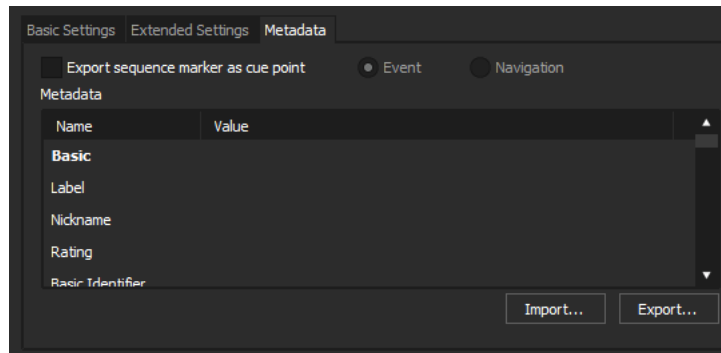 Basic Settings Extended Settings Metadata
Export sequence marker as cue point Event Navigation
Metadata
Name Value
Basic
Label
Nickname
Rating
Basic Identifier
Import... Export...